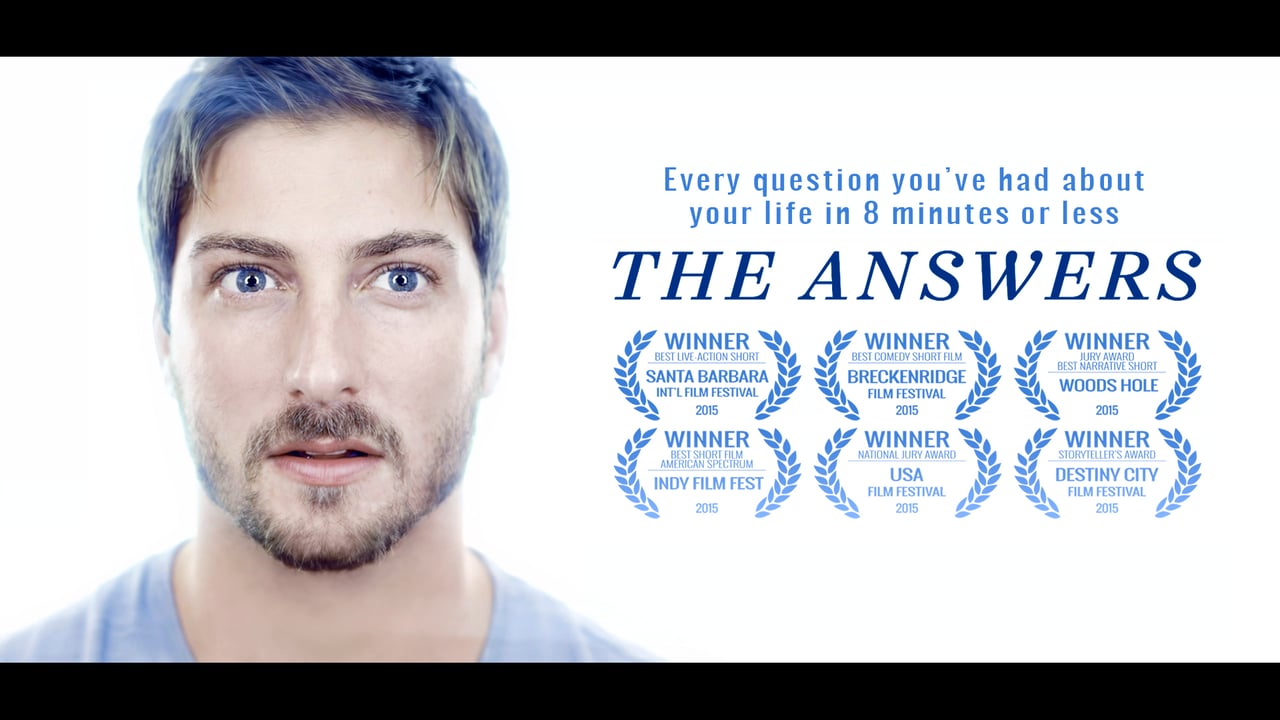 Every question you've had about
your life in 8 minutes or less
THE ANSWERS
WINNER
BEST LIVE-ACTION SHORT
SANTA BARBARA
INT'L FILM FESTIVAL
2015
WINNER
BEST COMEDY SHORT FILM
BRECKENRIDGE
FILM FESTIVAL
2015
WINNER
JURY AWARD
BEST NARRATIVE SHORT
WOODS HOLE
2015
WINNER
BEST SHORT FILM
AMERICAN SPECTRUM
INDY FILM FEST
2015
WINNER
NATIONAL JURY AWARD
USA
FILM FESTIVAL
2015
WINNER
STORYTELLER'S AWARD
DESTINY CITY
FILM FESTIVAL
2015